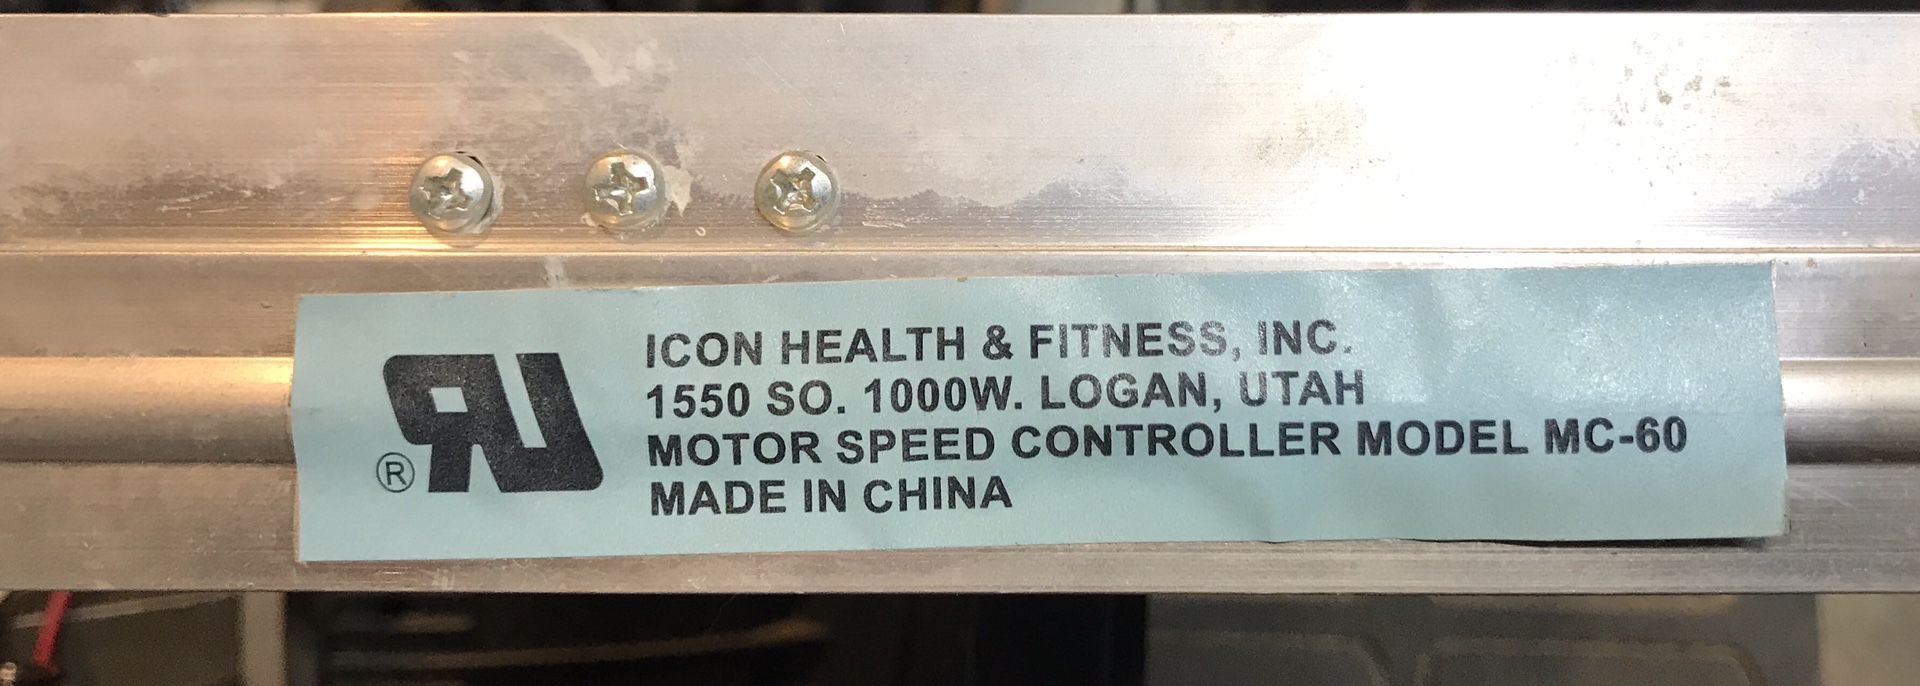 ICON HEALTH & FITNESS, INC.
1550 SO. 1000W. LOGAN, UTAH
MOTOR SPEED CONTROLLER MODEL MC-60
MADE IN CHINA
®